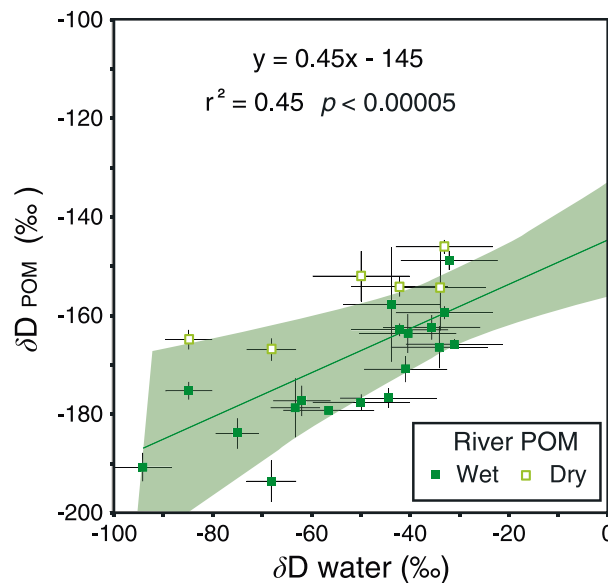 -100
-120
-140
-160
-180
-200
δD POM (‰)
y = 0.45x - 145
r² = 0.45 p < 0.00005
River POM
Wet Dry
-100 -80 -60 -40 -20 0
δD water (‰)